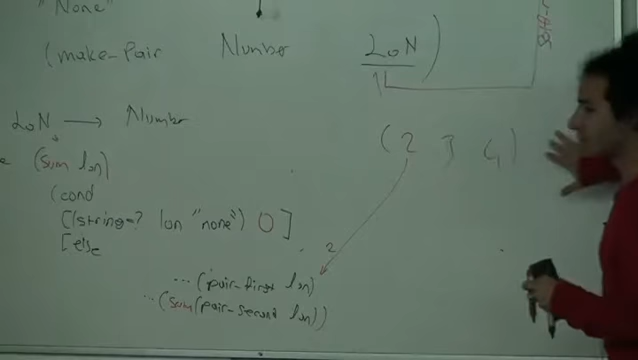 "None"
(make-Pair Number LoN)
LoN → Number
(sum lon)
(cond
[(string=? lon "none") 0]
[else
... (pair-first lon)
... (sum(pair-second lon))
(2 3 4)
2